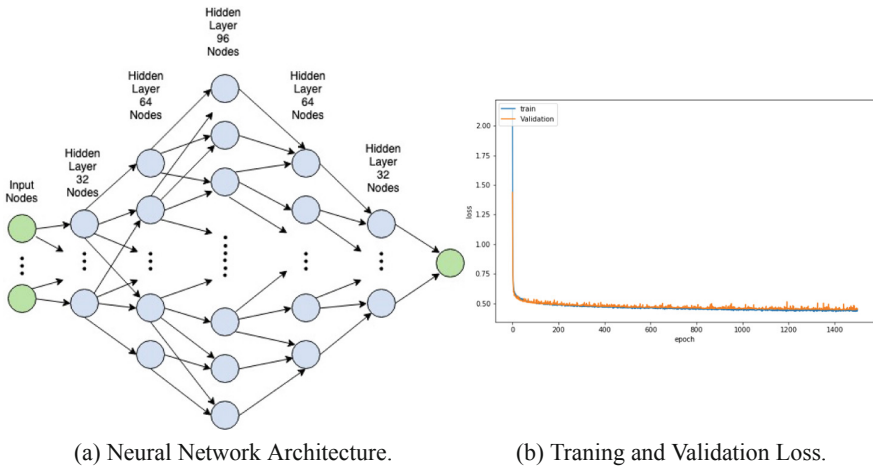 Hidden
Layer
96
Nodes
Hidden
Layer
64
Nodes
Hidden
Layer
64
Nodes
Hidden
Layer
32
Nodes
Hidden
Layer
32
Nodes
Input
Nodes
train
Validation
2.00
1.75
1.50
1.25
1.00
0.75
0.50
loss
0 200 400 600 800 1000 1200 1400
epoch
(a) Neural Network Architecture.
(b) Traning and Validation Loss.